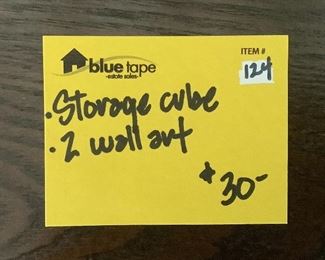 blue tape
-estate sales-
ITEM #
124
·Storage cube
·2 wall art
$30-